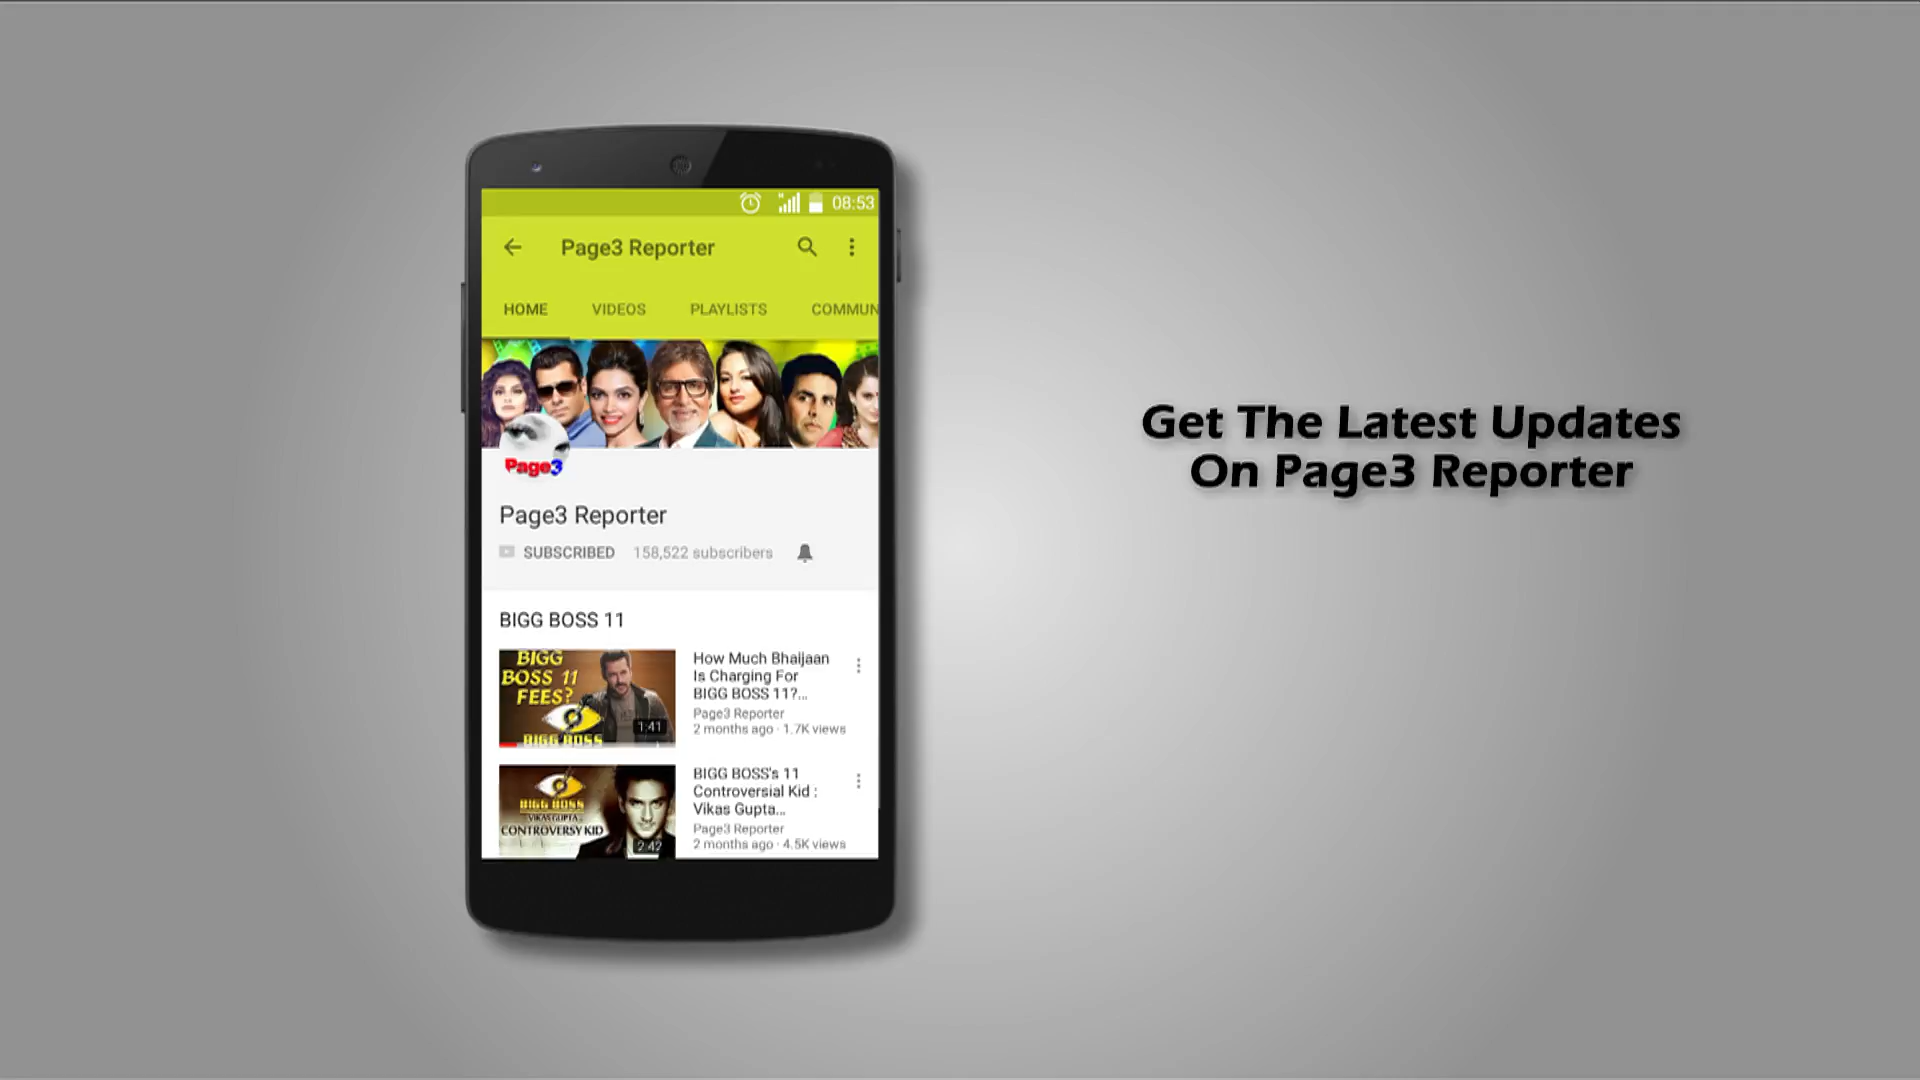 08:53
Page3 Reporter
HOME VIDEOS PLAYLISTS COMMUN
Page3
Page3 Reporter
SUBSCRIBED 158,522 subscribers
BIGG BOSS 11
BIGG
BOSS 11
FEES?
BIGG BOSS
1:41
How Much Bhaijaan
Is Charging For
BIGG BOSS 11?...
Page3 Reporter
2 months ago · 1.7K views
BIGG BOSS
VIKAS GUPTA
CONTROVERSY KID
2:42
BIGG BOSS's 11
Controversial Kid :
Vikas Gupta...
Page3 Reporter
2 months ago · 4.5K views
Get The Latest Updates
On Page3 Reporter